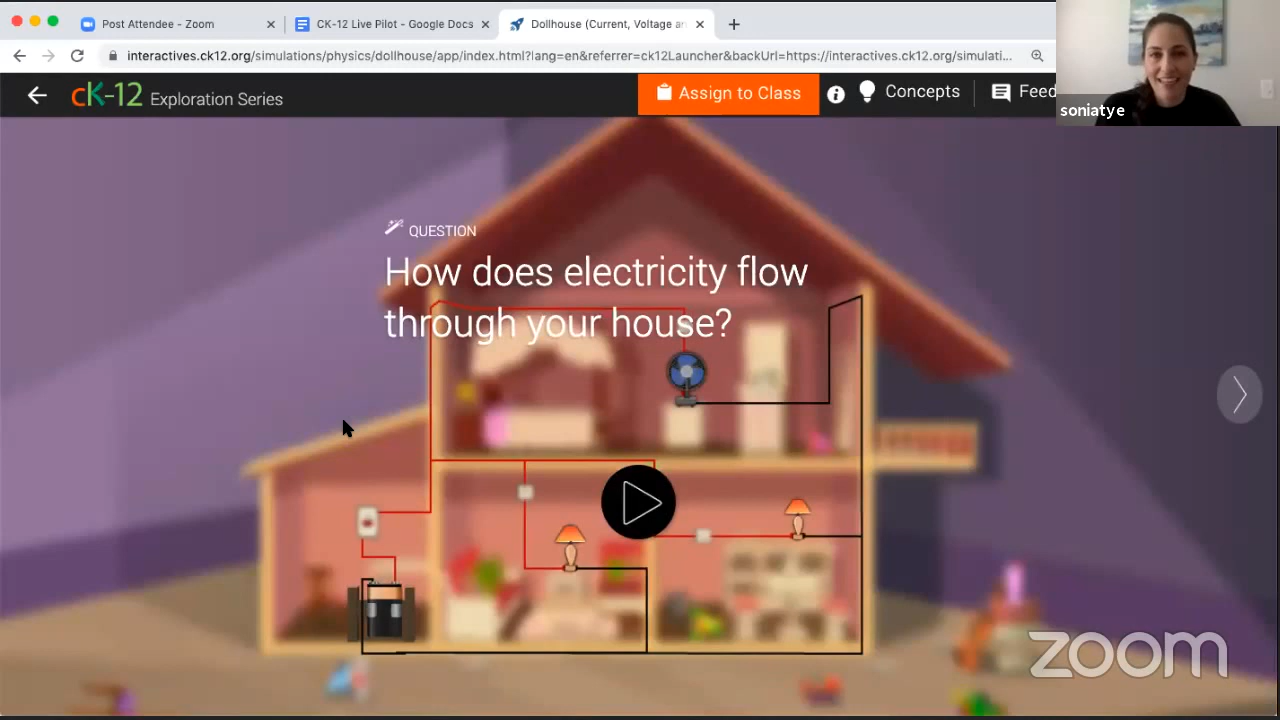 Post Attendee - Zoom
CK-12 Live Pilot - Google Docs
Dollhouse (Current, Voltage an
interactives.ck12.org/simulations/physics/dollhouse/app/index.html?lang=en&referrer=ck12Launcher&backUrl=https://interactives.ck12.org/simulati...
cK-12 Exploration Series
Assign to Class
Concepts
Feed
soniatye
QUESTION
How does electricity flow
through your house?
zoom